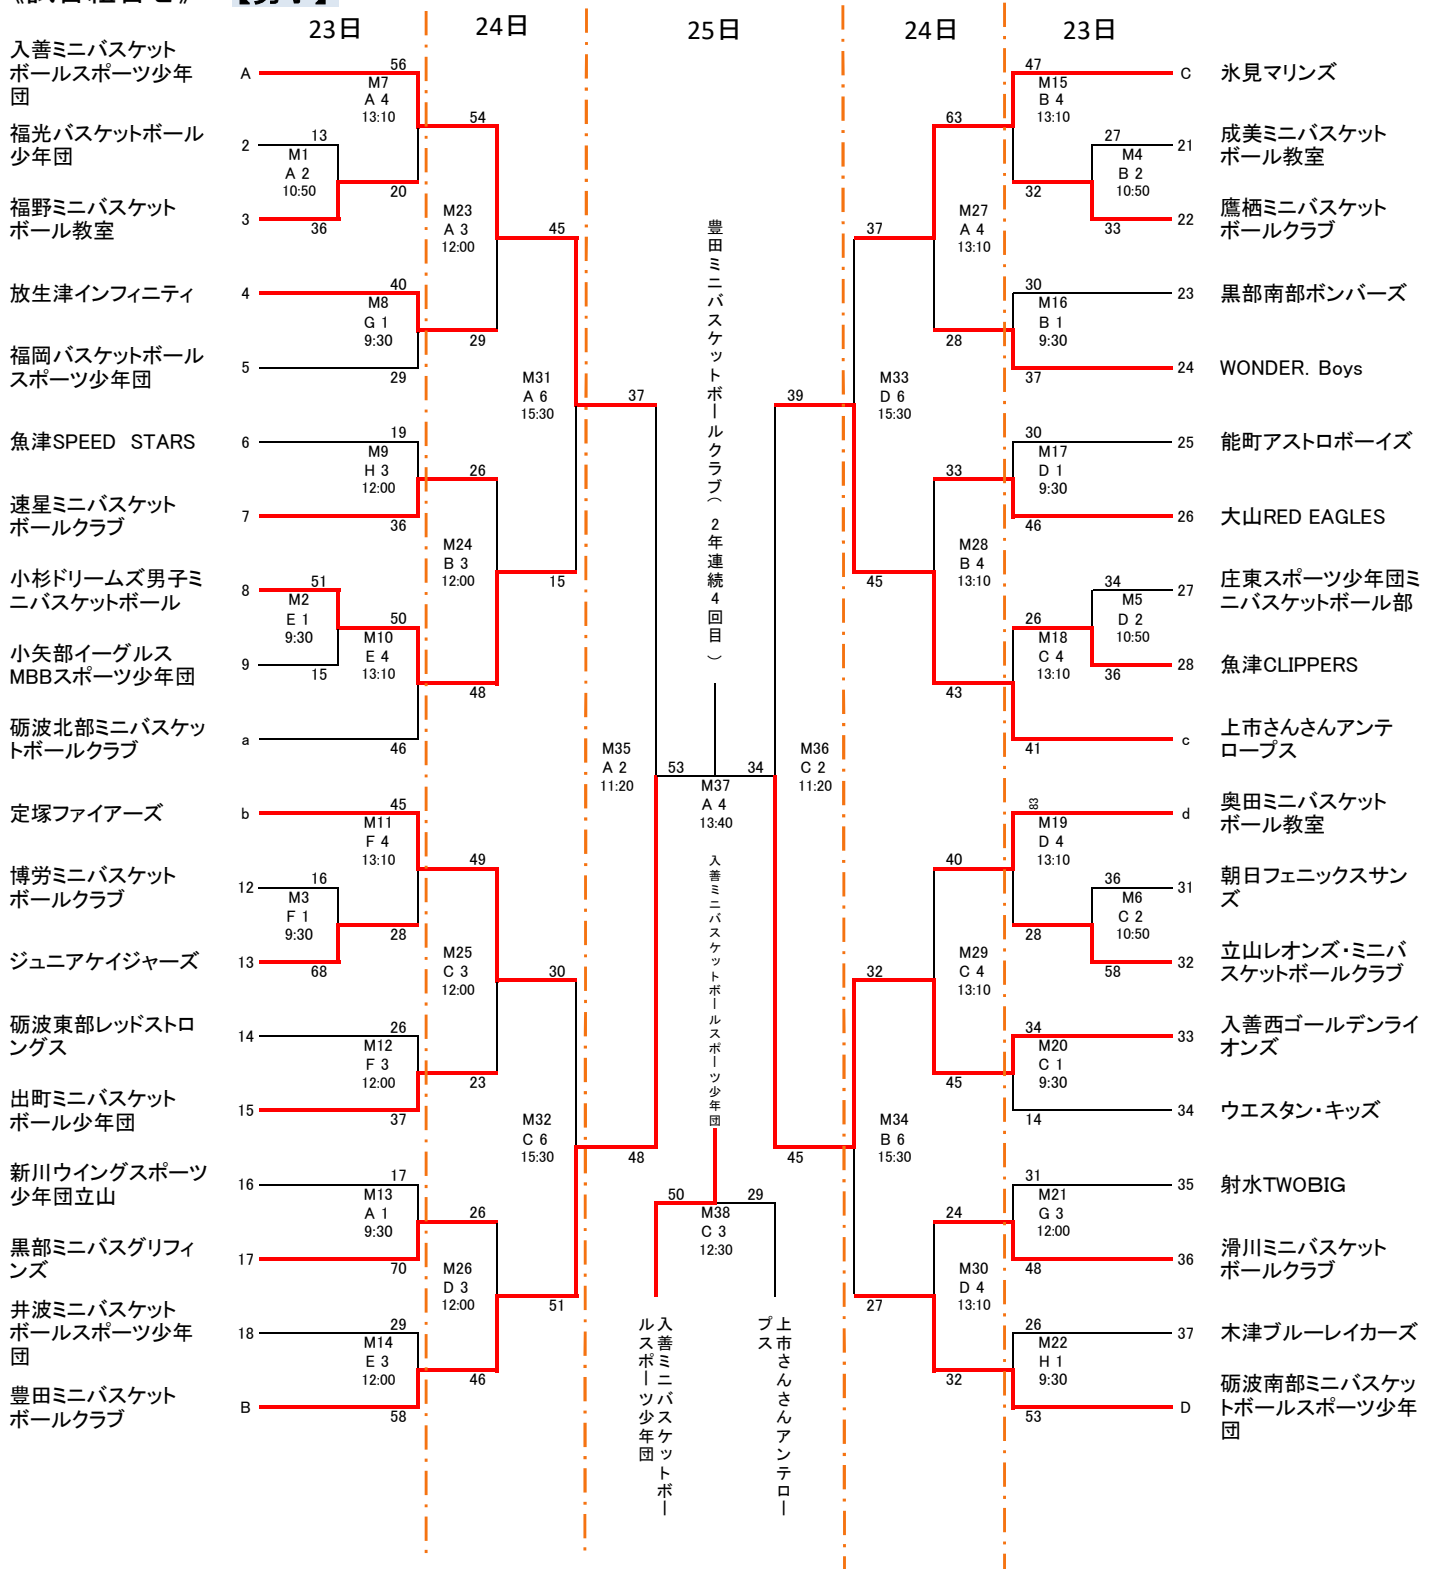 23日
24日
25日
24日
23日
入善ミニバスケット
ボールスポーツ少年
団
A
56
M7
A 4
13:10
福光バスケットボール
少年団
2
13
M1
A 2
10:50
20
福野ミニバスケット
ボール教室
3
36
54
M23
A 3
12:00
放生津インフィニティ
4
40
M8
G 1
9:30
29
福岡バスケットボール
スポーツ少年団
5
29
45
M31
A 6
15:30
魚津SPEED STARS
6
19
M9
H 3
12:00
26
速星ミニバスケット
ボールクラブ
7
36
M24
B 3
12:00
15
小杉ドリームズ男子ミ
ニバスケットボール
8
51
M2
E 1
9:30
50
M10
E 4
13:10
小矢部イーグルス
MBBスポーツ少年団
9
15
48
砺波北部ミニバスケッ
トボールクラブ
a
46
37
M35
A 2
11:20
定塚ファイアーズ
b
45
M11
F 4
13:10
49
博労ミニバスケット
ボールクラブ
12
16
M3
F 1
9:30
28
ジュニアケイジャーズ
13
68
M25
C 3
12:00
30
砺波東部レッドストロ
ングス
14
26
M12
F 3
12:00
23
出町ミニバスケット
ボール少年団
15
37
M32
C 6
15:30
48
新川ウイングスポーツ
少年団立山
16
17
M13
A 1
9:30
26
黒部ミニバスグリフィ
ンズ
17
70
M26
D 3
12:00
51
井波ミニバスケット
ボールスポーツ少年
団
18
29
M14
E 3
12:00
46
豊田ミニバスケット
ボールクラブ
B
58
豊田ミニバスケットボールクラブ(2年連続4回目)
53
34
M37
A 4
13:40
入善ミニバスケットボールスポーツ少年団
50
29
M38
C 3
12:30
入善ミニバスケットボー
ルスポーツ少年団
上市さんさんアンテロー
プス
39
M36
C 2
11:20
45
37
M33
D 6
15:30
45
32
M34
B 6
15:30
27
63
M27
A 4
13:10
28
33
M28
B 4
13:10
43
40
M29
C 4
13:10
45
24
M30
D 4
13:10
32
47
M15
B 4
13:10
C
氷見マリンズ
27
M4
B 2
10:50
21
成美ミニバスケット
ボール教室
32
33
22
鷹栖ミニバスケット
ボールクラブ
30
M16
B 1
9:30
23
黒部南部ボンバーズ
37
24
WONDER. Boys
30
M17
D 1
9:30
25
能町アストロボーイズ
46
26
大山RED EAGLES
34
M5
D 2
10:50
27
庄東スポーツ少年団ミ
ニバスケットボール部
26
M18
C 4
13:10
36
28
魚津CLIPPERS
41
c
上市さんさんアンテ
ロープス
83
M19
D 4
13:10
d
奥田ミニバスケット
ボール教室
36
M6
C 2
10:50
31
朝日フェニックスサン
ズ
28
58
32
立山レオンズ・ミニバ
スケットボールクラブ
34
M20
C 1
9:30
33
入善西ゴールデンライ
オンズ
14
34
ウエスタン・キッズ
31
M21
G 3
12:00
35
射水TWOBIG
48
36
滑川ミニバスケット
ボールクラブ
26
M22
H 1
9:30
37
木津ブルーレイカーズ
53
D
砺波南部ミニバスケッ
トボールスポーツ少年
団